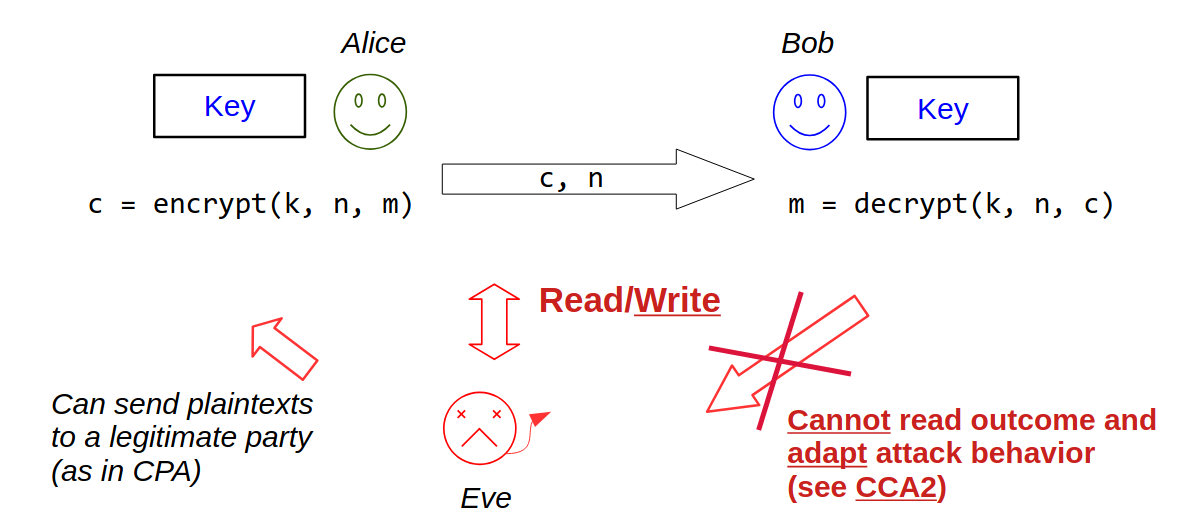 Alice
Bob
Key
Key
c, n
c = encrypt(k, n, m)
m = decrypt(k, n, c)
Read/Write
Can send plaintexts
to a legitimate party
(as in CPA)
Cannot read outcome and
adapt attack behavior
(see CCA2)
Eve